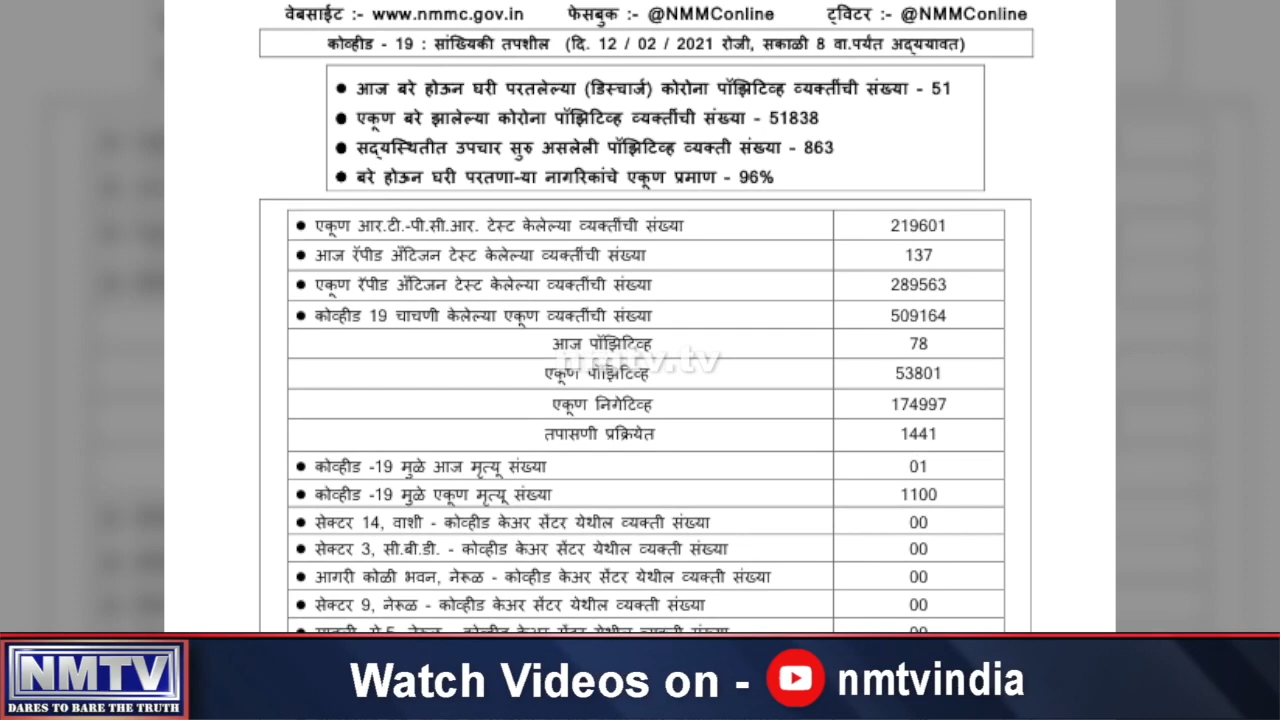 वेबसाईट :- www.nmmc.gov.in फेसबुक :- @NMMConline ट्विटर :- @NMMConline
कोव्हीड - 19 : सांख्यिकी तपशील (दि. 12 / 02 / 2021 रोजी, सकाळी 8 वा.पर्यंत अद्ययावत)
● आज बरे होऊन घरी परतलेल्या (डिस्चार्ज) कोरोना पॉझिटिव्ह व्यक्तींची संख्या - 51
● एकूण बरे झालेल्या कोरोना पॉझिटिव्ह व्यक्तींची संख्या - 51838
● सद्यस्थितीत उपचार सुरु असलेली पॉझिटिव्ह व्यक्ती संख्या - 863
● बरे होऊन घरी परतणा-या नागरिकांचे एकूण प्रमाण - 96%
● एकूण आर.टी.-पी.सी.आर. टेस्ट केलेल्या व्यक्तींची संख्या 219601
● आज रॅपीड अँटिजन टेस्ट केलेल्या व्यक्तींची संख्या 137
● एकूण रॅपीड अँटिजन टेस्ट केलेल्या व्यक्तींची संख्या 289563
● कोव्हीड 19 चाचणी केलेल्या एकूण व्यक्तींची संख्या 509164
आज पॉझिटिव्ह 78
nmtv.tv
एकूण पॉझिटिव्ह 53801
एकूण निगेटिव्ह 174997
तपासणी प्रक्रियेत 1441
● कोव्हीड -19 मुळे आज मृत्यू संख्या 01
● कोव्हीड -19 मुळे एकूण मृत्यू संख्या 1100
● सेक्टर 14, वाशी - कोव्हीड केअर सेंटर येथील व्यक्ती संख्या 00
● सेक्टर 3, सी.बी.डी. - कोव्हीड केअर सेंटर येथील व्यक्ती संख्या 00
● आगरी कोळी भवन, नेरूळ - कोव्हीड केअर सेंटर येथील व्यक्ती संख्या 00
● सेक्टर 9, नेरूळ - कोव्हीड केअर सेंटर येथील व्यक्ती संख्या 00
NMTV
DARES TO BARE THE TRUTH
Watch Videos on - nmtvindia